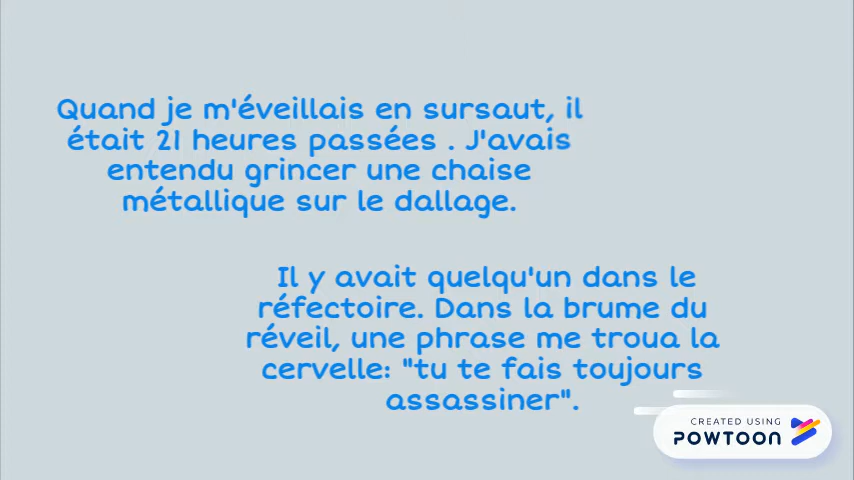 Quand je m'éveillais en sursaut, il
était 21 heures passées . J'avais
entendu grincer une chaise
métallique sur le dallage.
Il y avait quelqu'un dans le
réfectoire. Dans la brume du
réveil, une phrase me troua la
cervelle: "tu te fais toujours
assassiner".
CREATED USING
POWTOON